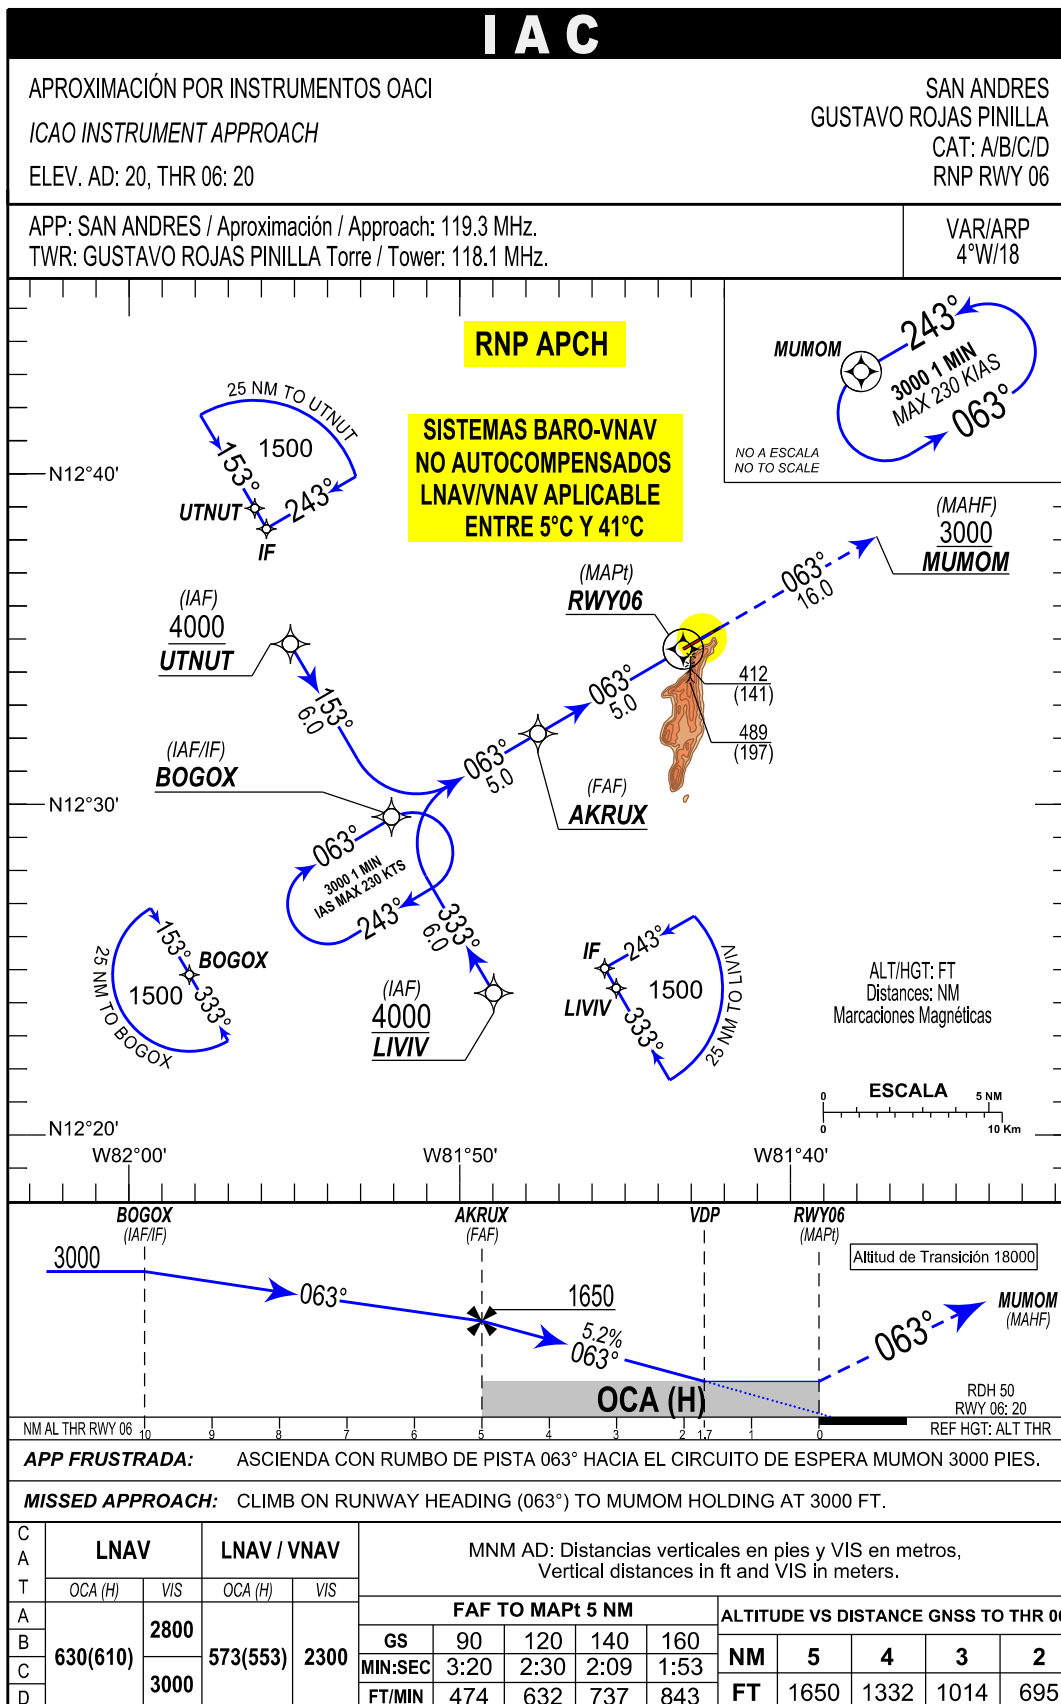 IAC
APROXIMACIÓN POR INSTRUMENTOS OACI
ICAO INSTRUMENT APPROACH
ELEV. AD: 20, THR 06: 20
SAN ANDRES
GUSTAVO ROJAS PINILLA
CAT: A/B/C/D
RNP RWY 06
APP: SAN ANDRES / Aproximación / Approach: 119.3 MHz.
TWR: GUSTAVO ROJAS PINILLA Torre / Tower: 118.1 MHz.
VAR/ARP
4°W/18
RNP APCH
SISTEMAS BARO-VNAV
NO AUTOCOMPENSADOS
LNAV/VNAV APLICABLE
ENTRE 5°C Y 41°C
MUMOM
243°
3000 1 MIN
MAX 230 KIAS
063°
NO A ESCALA
NO TO SCALE
25 NM TO UTNUT
1500
153°
243°
UTNUT
IF
N12°40'
(MAHF)
3000
MUMOM
063°
16.0
(MAPt)
RWY06
(IAF)
4000
UTNUT
153°
6.0
063°
5.0
412
(141)
489
(197)
(IAF/IF)
BOGOX
063°
5.0
(FAF)
AKRUX
N12°30'
063°
3000 1 MIN
IAS MAX 230 KTS
243°
333°
6.0
(IAF)
4000
LIVIV
153°
BOGOX
1500
333°
25 NM TO BOGOX
IF
243°
LIVIV
1500
333°
25 NM TO LIVIV
ALT/HGT: FT
Distances: NM
Marcaciones Magnéticas
ESCALA
0 5 NM
0 10 Km
N12°20'
W82°00' W81°50' W81°40'
BOGOX
(IAF/IF)
AKRUX
(FAF)
VDP
RWY06
(MAPt)
Altitud de Transición 18000
3000
063°
1650
5.2%
063°
063°
MUMOM
(MAHF)
OCA (H)
RDH 50
RWY 06: 20
REF HGT: ALT THR
NM AL THR RWY 06 10 9 8 7 6 5 4 3 2 1.7 1 0
APP FRUSTRADA: ASCIENDA CON RUMBO DE PISTA 063° HACIA EL CIRCUITO DE ESPERA MUMON 3000 PIES.
MISSED APPROACH: CLIMB ON RUNWAY HEADING (063°) TO MUMOM HOLDING AT 3000 FT.
CAT LNAV LNAV / VNAV
OCA (H) VIS OCA (H) VIS
MNM AD: Distancias verticales en pies y VIS en metros,
Vertical distances in ft and VIS in meters.
A
B
C
D
630(610) 2800 3000 573(553) 2300
FAF TO MAPt 5 NM
GS 90 120 140 160
MIN:SEC 3:20 2:30 2:09 1:53
FT/MIN 474 632 737 843
ALTITUDE VS DISTANCE GNSS TO THR 06
NM 5 4 3 2
FT 1650 1332 1014 695